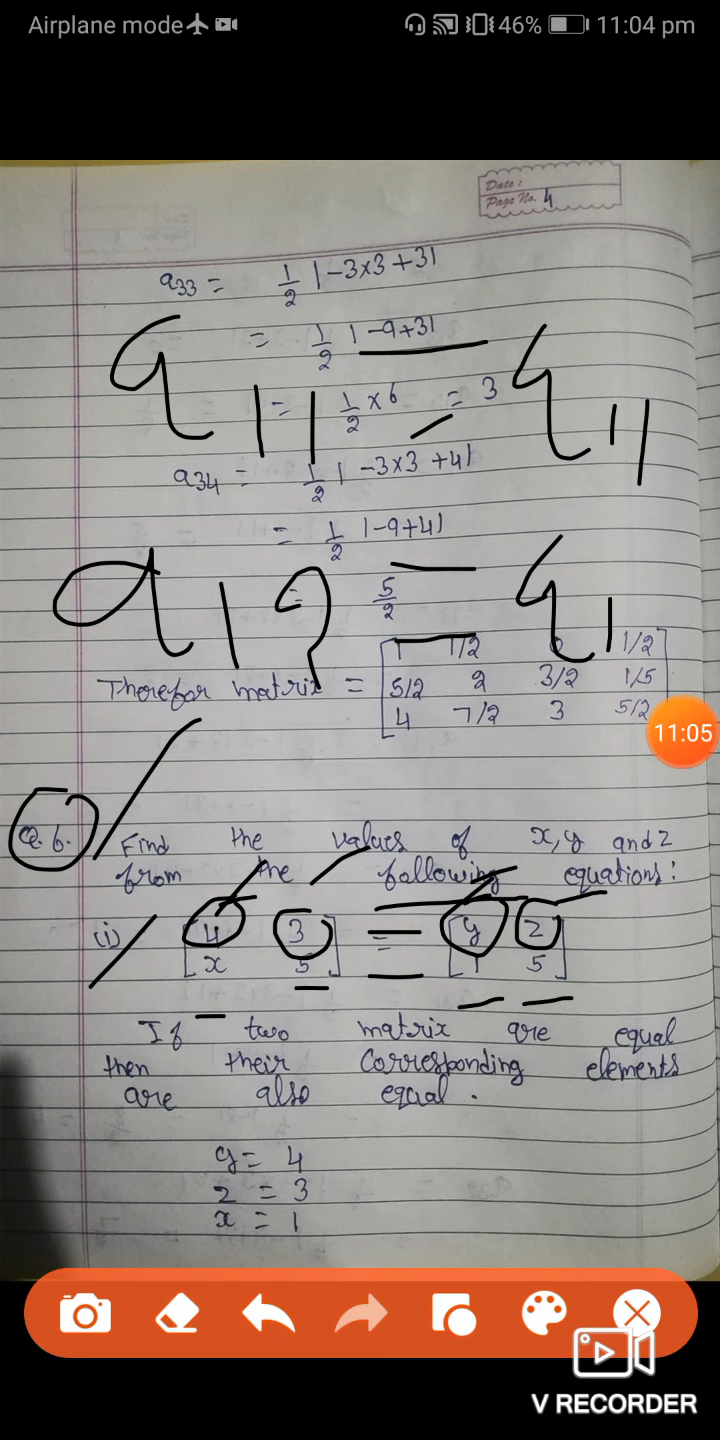 Airplane mode 46% 11:04 pm
Date :
Page No. 4
a33 = 1/2 |-3×3+3|
= 1/2 |-9+3|
= 1/2 × 6 = 3
a34 = 1/2 |-3×3+4|
= 1/2 |-9+4|
= 5/2
a11 = a11
Therefor matrix = [1 1/2 0 1/2
5/2 2 3/2 1/5
4 7/2 3 5/2]
11:05
Q.6. Find the values of x, y and z
from the following equations:
(i) [4 3 = [y z
x 5] 1 5]
If two matrix are equal
then their corresponding elements
are also equal.
y = 4
z = 3
x = 1
V RECORDER